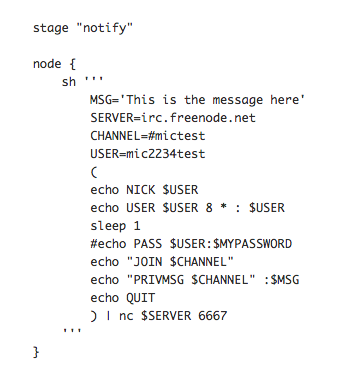 stage "notify"
node {
sh '''
MSG='This is the message here'
SERVER=irc.freenode.net
CHANNEL=#mictest
USER=mic2234test
(
echo NICK $USER
echo USER $USER 8 * : $USER
sleep 1
#echo PASS $USER:$MYPASSWORD
echo "JOIN $CHANNEL"
echo "PRIVMSG $CHANNEL" :$MSG
echo QUIT
) | nc $SERVER 6667
'''
}